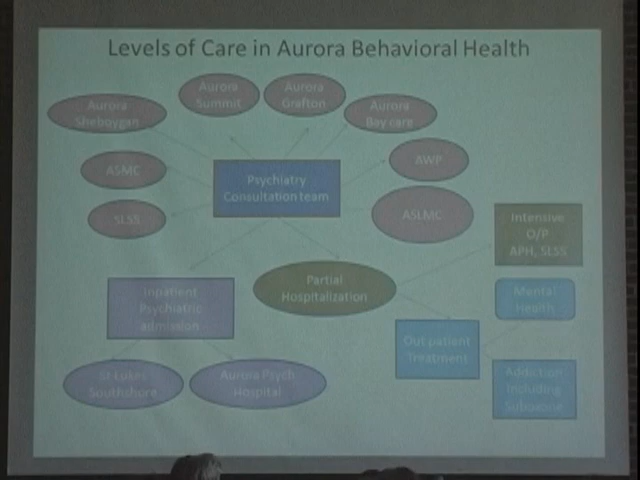 Levels of Care in Aurora Behavioral Health
Aurora
Summit
Aurora
Grafton
Aurora
Sheboygan
Aurora
Bay care
ASMC
Psychiatry
Consultation team
AWP
SLSS
ASLMC
Intensive
O/P
APH, SLSS
Partial
Hospitalization
Inpatient
Psychiatric
admission
Mental
Health
Out patient
Treatment
St Lukes
Southshore
Aurora Psych
Hospital
Addiction
Including
Suboxone